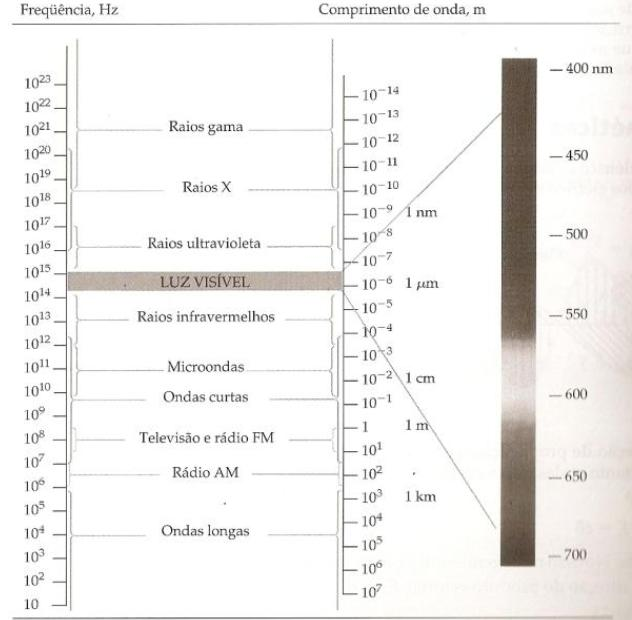 Freqüência, Hz
Comprimento de onda, m
10²³
10²²
10²¹
10²⁰
10¹⁹
10¹⁸
10¹⁷
10¹⁶
10¹⁵
10¹⁴
10¹³
10¹²
10¹¹
10¹⁰
10⁹
10⁸
10⁷
10⁶
10⁵
10⁴
10³
10²
10
Raios gama
Raios X
Raios ultravioleta
LUZ VISÍVEL
Raios infravermelhos
Microondas
Ondas curtas
Televisão e rádio FM
Rádio AM
Ondas longas
10⁻¹⁴
10⁻¹³
10⁻¹²
10⁻¹¹
10⁻¹⁰
10⁻⁹ 1 nm
10⁻⁸
10⁻⁷
10⁻⁶ 1 μm
10⁻⁵
10⁻⁴
10⁻³
10⁻² 1 cm
10⁻¹
1 1 m
10¹
10²
10³ 1 km
10⁴
10⁵
10⁶
10⁷
400 nm
450
500
550
600
650
700